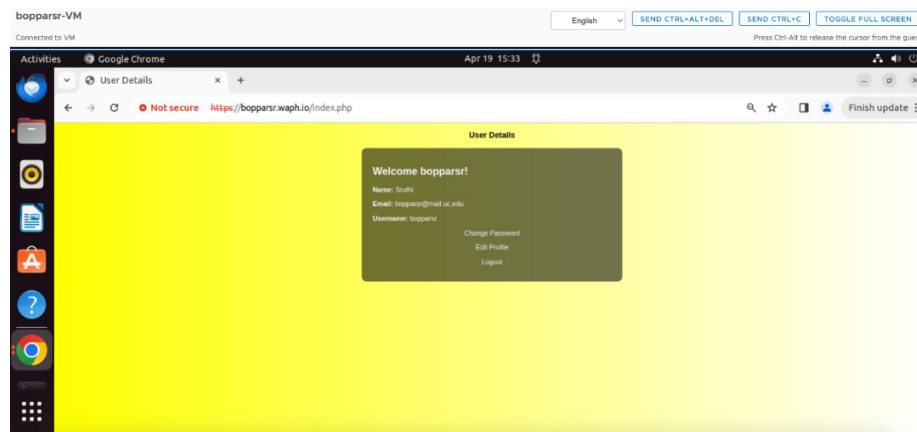 bopparsr-VM
English
SEND CTRL+ALT+DEL
SEND CTRL+C
TOGGLE FULL SCREEN
Connected to VM
Press Ctrl-Alt to release the cursor from the gues
Activities
Google Chrome
Apr 19 15:33
User Details
Not secure
https://bopparsr.waph.io/index.php
Finish update
User Details
Welcome bopparsr!
Name: Sruthi
Email: bopparsr@mail.uc.edu
Username: bopparsr
Change Password
Edit Profile
Logout